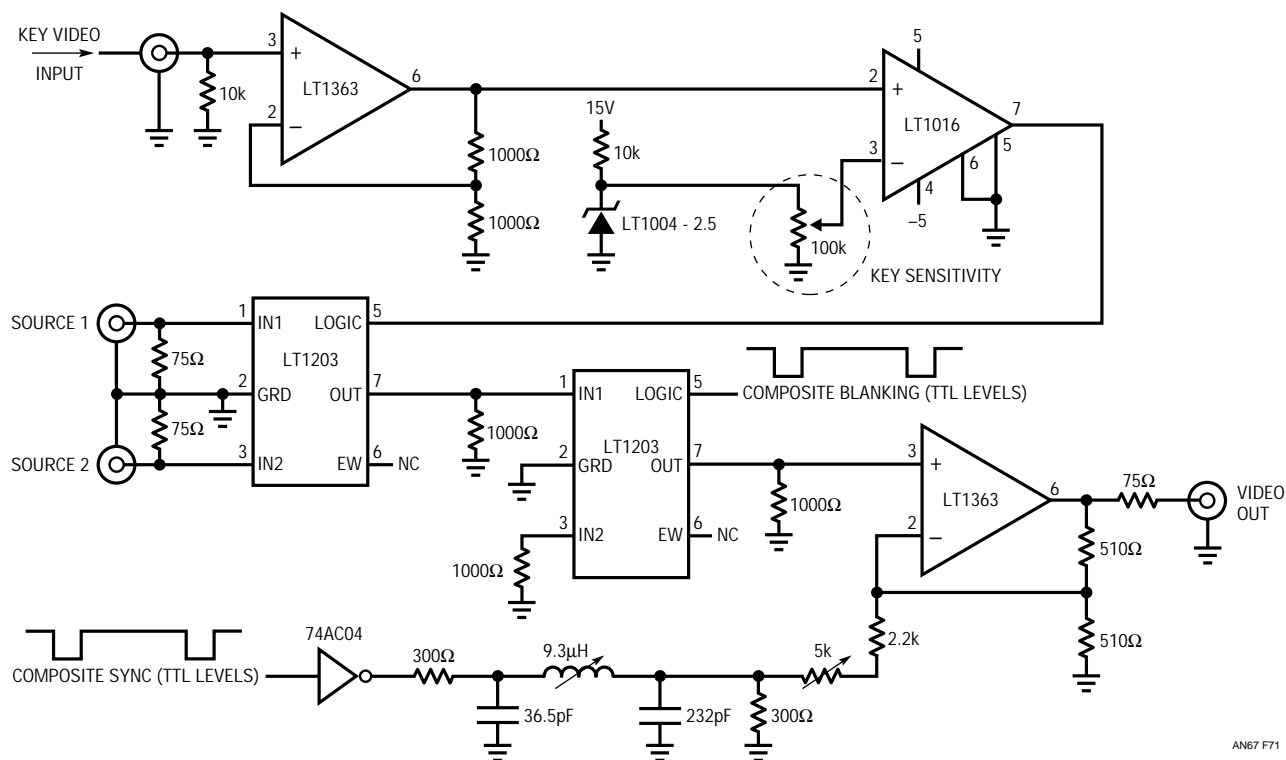 KEY VIDEO
INPUT
10k
3
+
2
−
LT1363
6
1000Ω
1000Ω
15V
10k
LT1004 - 2.5
100k
KEY SENSITIVITY
5
2
+
3
−
LT1016
7
5
6
4
−5
SOURCE 1
SOURCE 2
75Ω
75Ω
1
IN1
LOGIC
5
LT1203
2
GRD
OUT
7
3
IN2
EW
6
NC
1000Ω
COMPOSITE BLANKING (TTL LEVELS)
1
IN1
LOGIC
5
LT1203
2
GRD
OUT
7
3
IN2
EW
6
NC
1000Ω
1000Ω
3
+
2
−
LT1363
6
75Ω
VIDEO
OUT
510Ω
510Ω
2.2k
5k
COMPOSITE SYNC (TTL LEVELS)
74AC04
300Ω
9.3µH
36.5pF
232pF
300Ω
AN67 F71